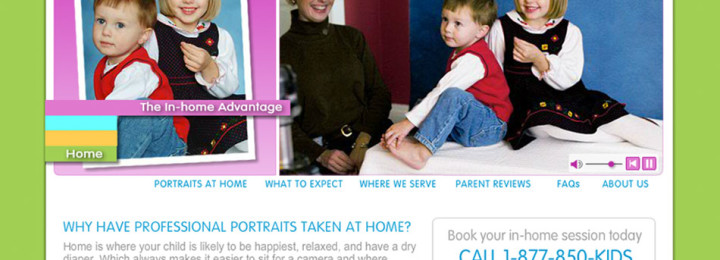 The In-home Advantage
Home
PORTRAITS AT HOME WHAT TO EXPECT WHERE WE SERVE PARENT REVIEWS FAQs ABOUT US
WHY HAVE PROFESSIONAL PORTRAITS TAKEN AT HOME?
Home is where your child is likely to be happiest, relaxed, and have a dry
diaper. Which always makes it easier to sit for a camera and where
Book your in-home session today
CALL 1-877-850-KIDS